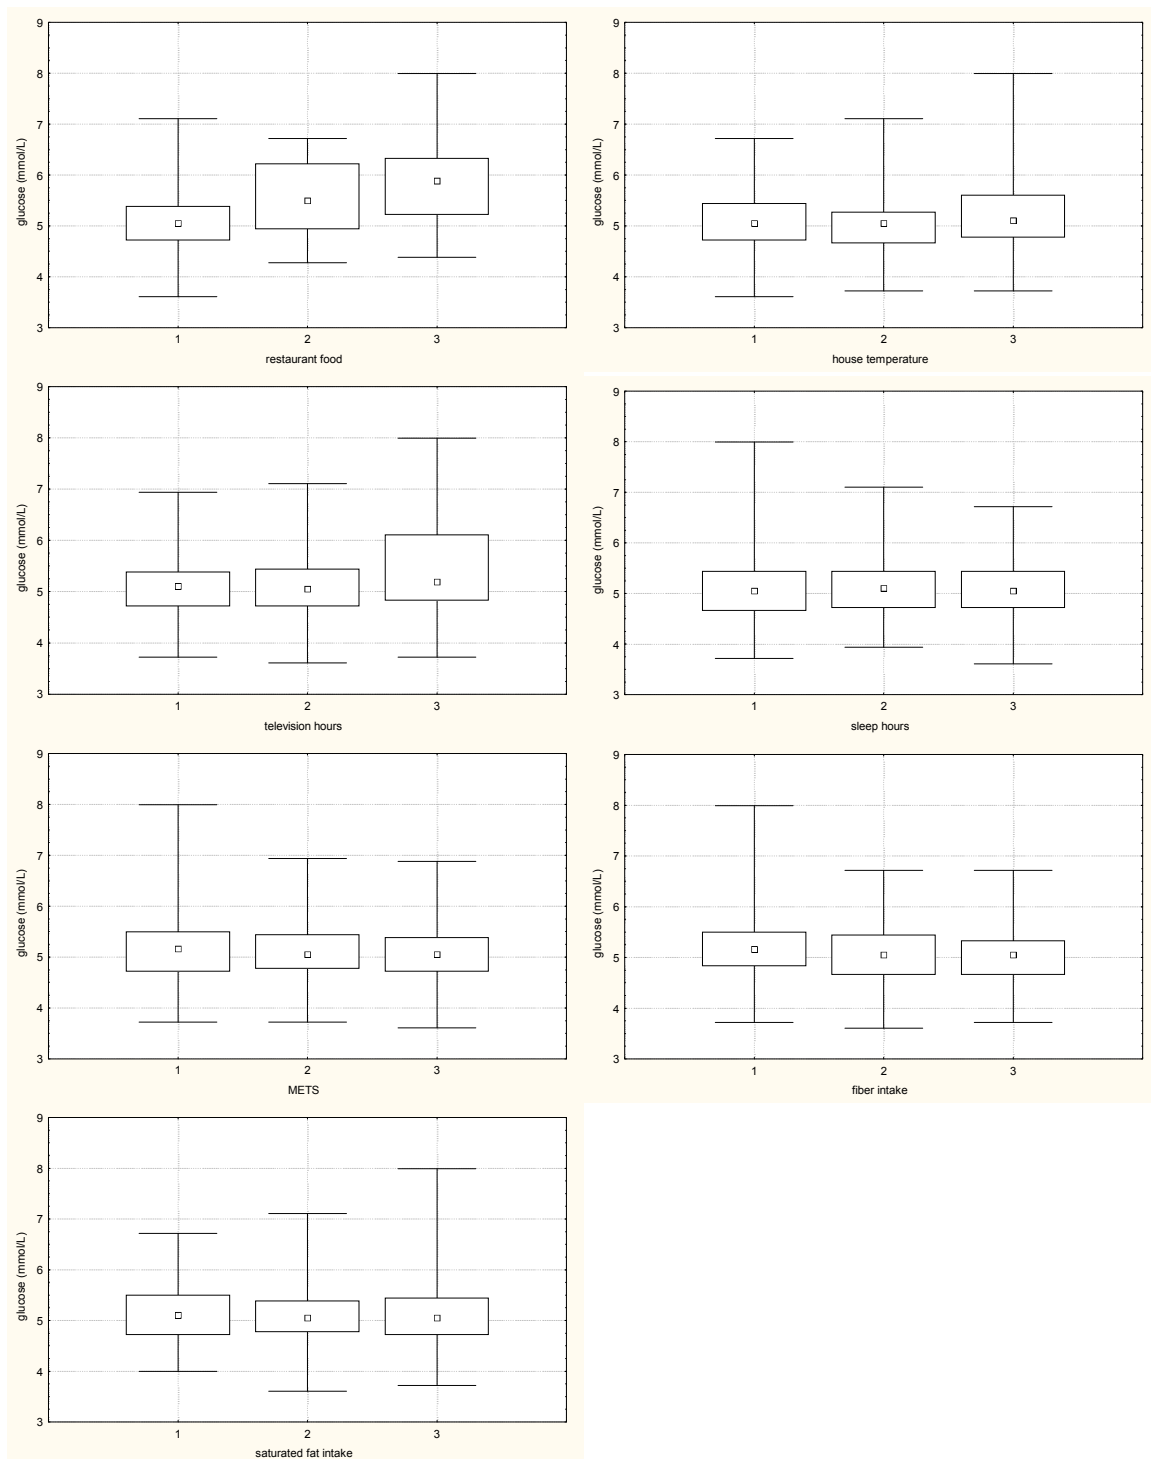 9
8
7
6
5
4
3
glucose (mmol/L)
1 2 3
restaurant food
9
8
7
6
5
4
3
glucose (mmol/L)
1 2 3
house temperature
9
8
7
6
5
4
3
glucose (mmol/L)
1 2 3
television hours
9
8
7
6
5
4
3
glucose (mmol/L)
1 2 3
sleep hours
9
8
7
6
5
4
3
glucose (mmol/L)
1 2 3
METS
9
8
7
6
5
4
3
glucose (mmol/L)
1 2 3
fiber intake
9
8
7
6
5
4
3
glucose (mmol/L)
1 2 3
saturated fat intake